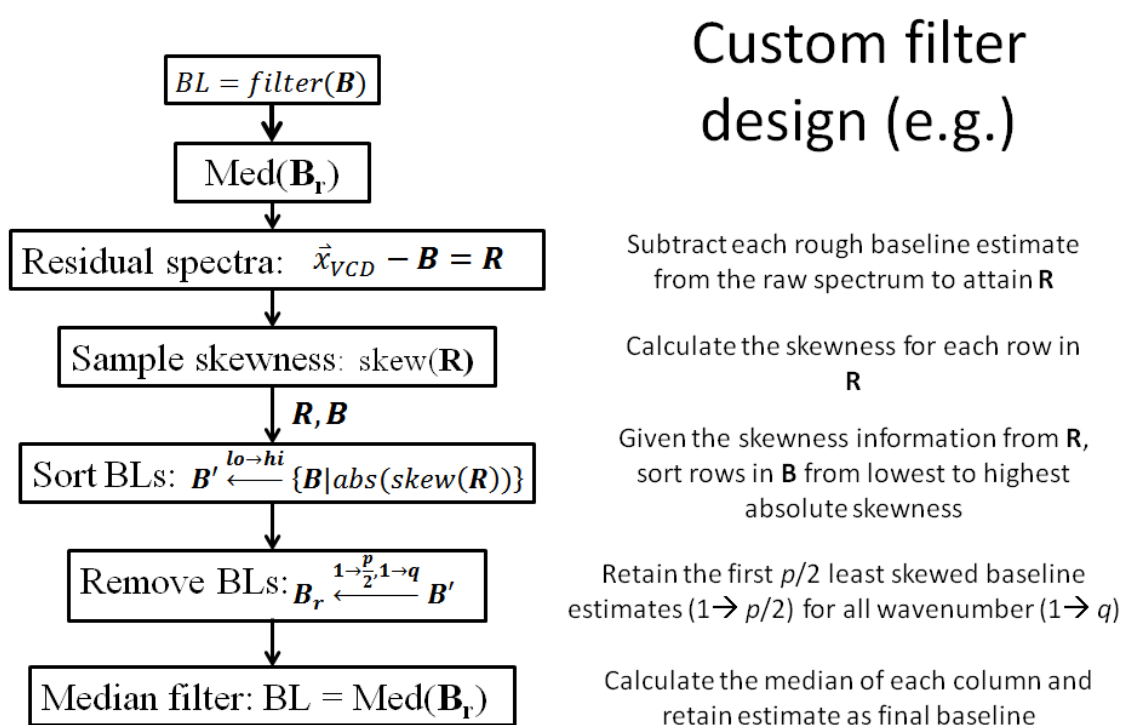 Custom filter
design (e.g.)
BL = filter(B)
Med(B_r)
Residual spectra: x⃗_VCD − B = R
Subtract each rough baseline estimate
from the raw spectrum to attain R
Sample skewness: skew(R)
Calculate the skewness for each row in
R
R, B
Sort BLs: B′ ⟵^{lo→hi} {B|abs(skew(R))}
Given the skewness information from R,
sort rows in B from lowest to highest
absolute skewness
Remove BLs: B_r ⟵^{1→p/2,1→q} B′
Retain the first p/2 least skewed baseline
estimates (1→ p/2) for all wavenumber (1→ q)
Median filter: BL = Med(B_r)
Calculate the median of each column and
retain estimate as final baseline